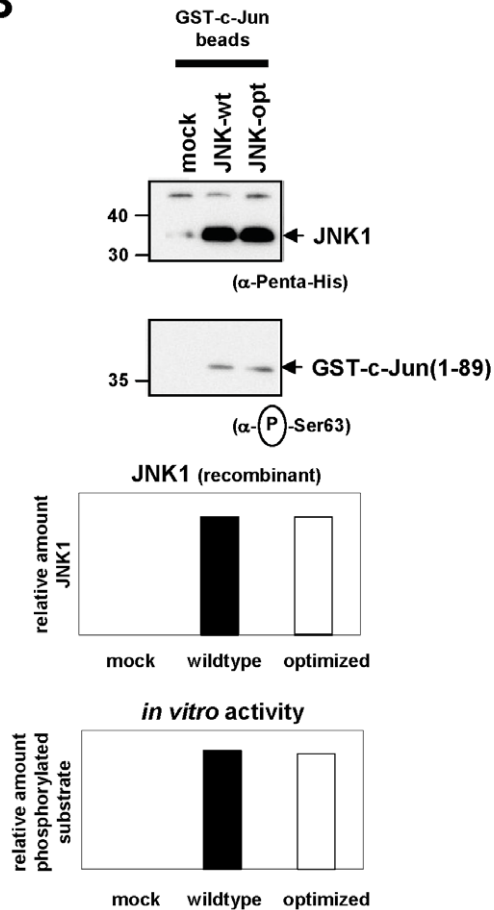 B
GST-c-Jun
beads
mock
JNK-wt
JNK-opt
40
30
JNK1
(α-Penta-His)
35
GST-c-Jun(1-89)
(α-P-Ser63)
JNK1 (recombinant)
relative amount
JNK1
mock wildtype optimized
in vitro activity
relative amount
phosphorylated
substrate
mock wildtype optimized